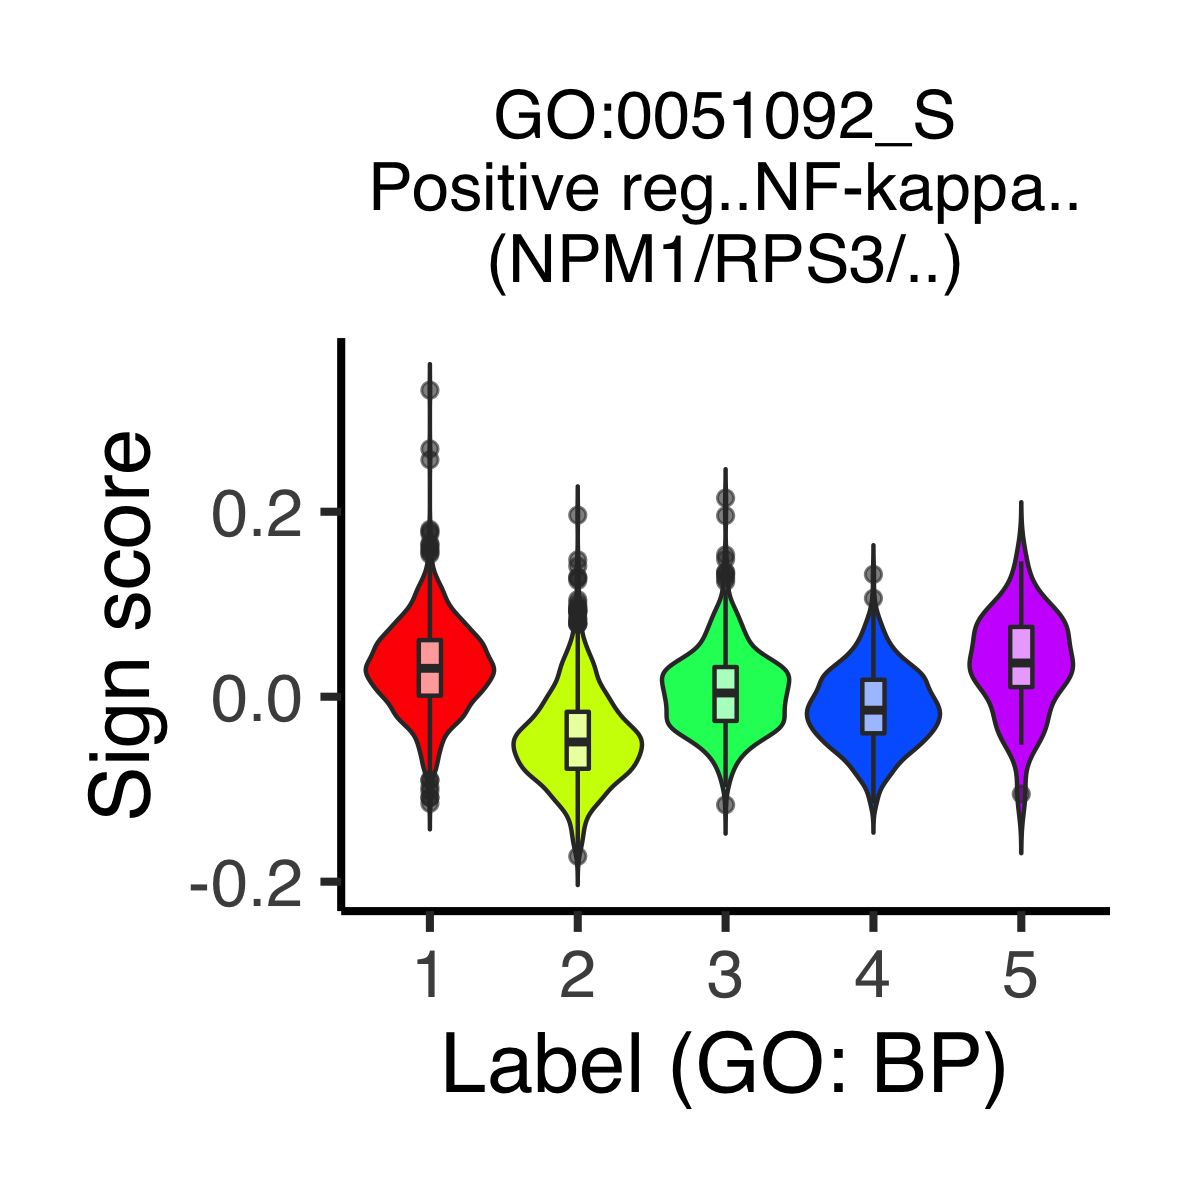 GO:0051092_S
Positive reg..NF-kappa..
(NPM1/RPS3/..)
Sign score
0.2
0.0
-0.2
1 2 3 4 5
Label (GO: BP)